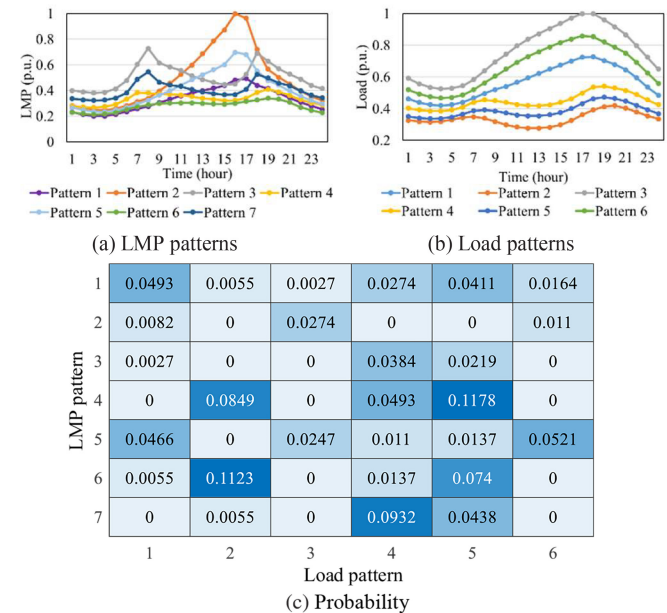 LMP (p.u.)
1
0.8
0.6
0.4
0.2
0
1 3 5 7 9 11 13 15 17 19 21 23
Time (hour)
Pattern 1 Pattern 2 Pattern 3 Pattern 4
Pattern 5 Pattern 6 Pattern 7
(a) LMP patterns
Load (p.u.)
1
0.8
0.6
0.4
0.2
1 3 5 7 9 11 13 15 17 19 21 23
Time (hour)
Pattern 1 Pattern 2 Pattern 3
Pattern 4 Pattern 5 Pattern 6
(b) Load patterns
LMP pattern
1 0.0493 0.0055 0.0027 0.0274 0.0411 0.0164
2 0.0082 0 0.0274 0 0 0.011
3 0.0027 0 0 0.0384 0.0219 0
4 0 0.0849 0 0.0493 0.1178 0
5 0.0466 0 0.0247 0.011 0.0137 0.0521
6 0.0055 0.1123 0 0.0137 0.074 0
7 0 0.0055 0 0.0932 0.0438 0
1 2 3 4 5 6
Load pattern
(c) Probability